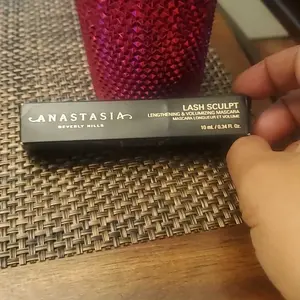 ANASTASIA
BEVERLY HILLS
LASH SCULPT
LENGTHENING & VOLUMIZING MASCARA
MASCARA LONGUEUR ET VOLUME
10 mL / 0.34 Fl. Oz.